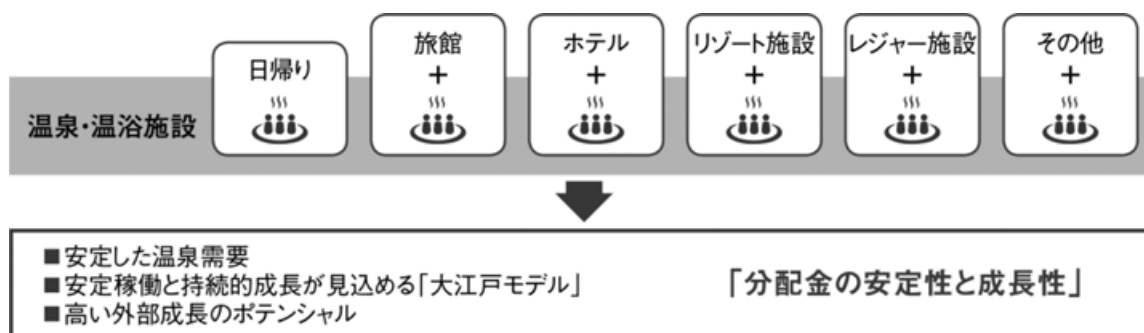 日帰り
旅館
+
ホテル
+
リゾート施設
+
レジャー施設
+
その他
+
温泉・温浴施設
■安定した温泉需要
■安定稼働と持続的成長が見込める「大江戸モデル」
■高い外部成長のポテンシャル
「分配金の安定性と成長性」